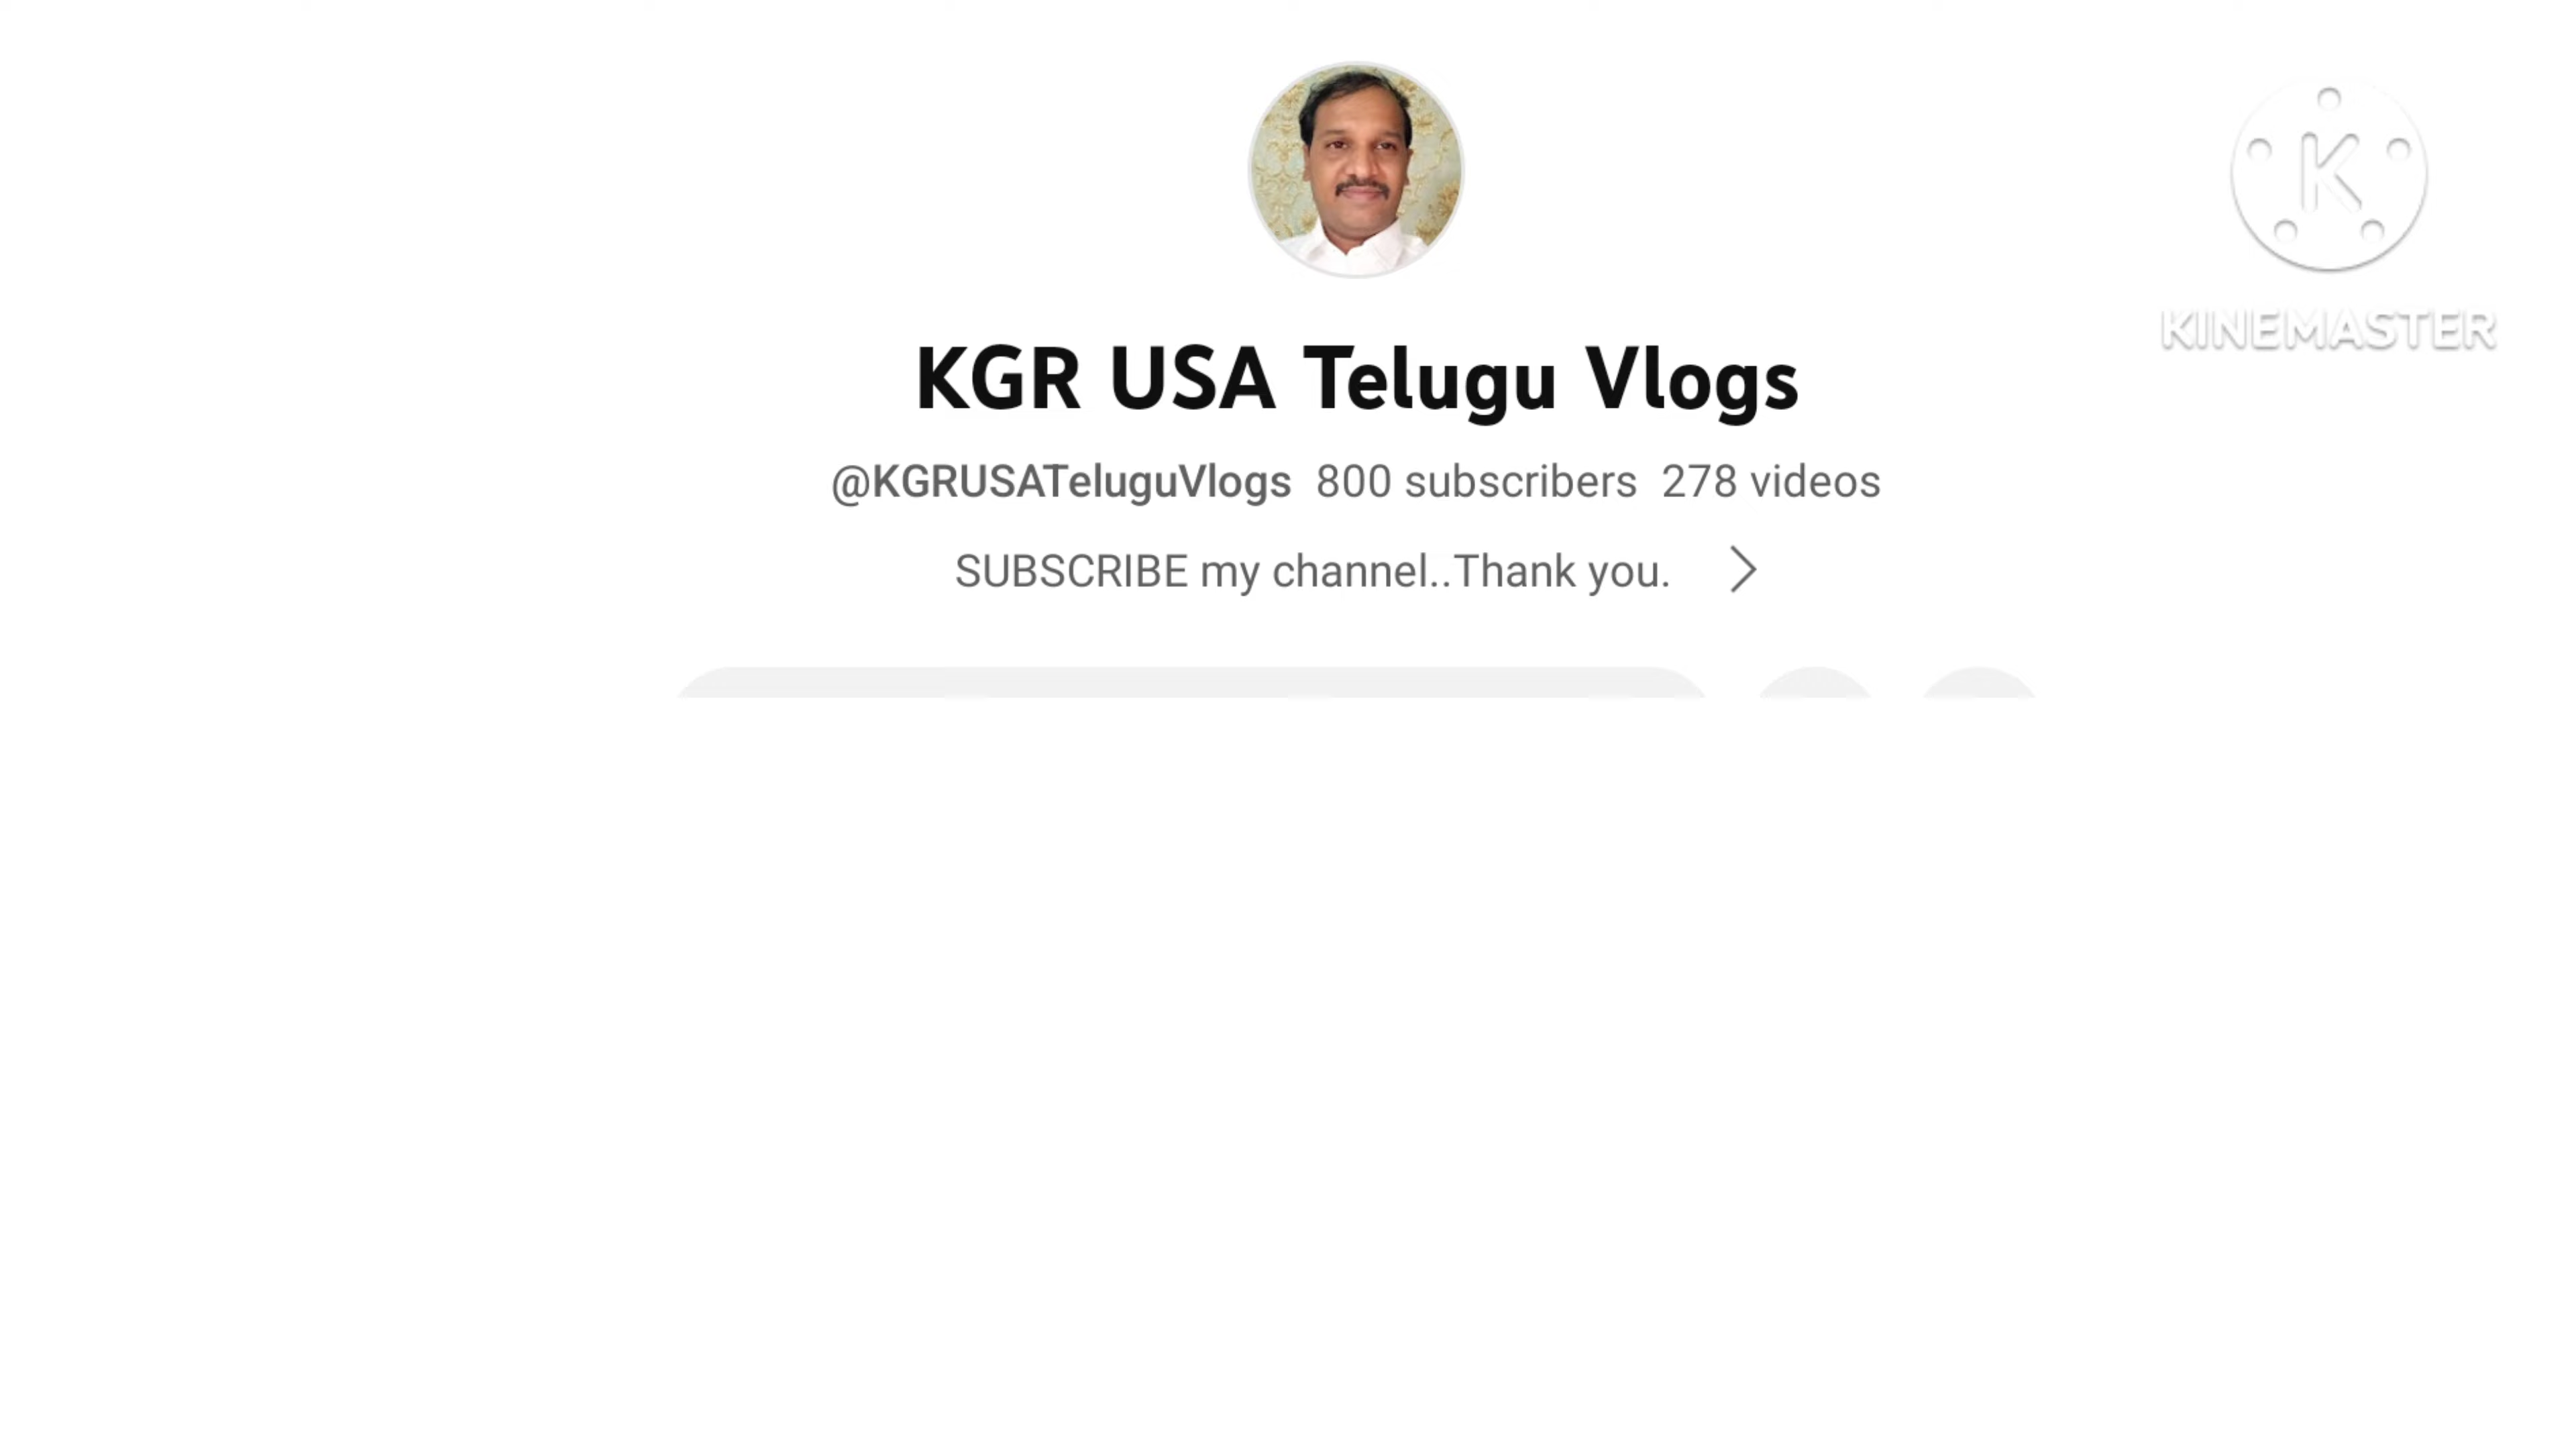 KINEMASTER
KGR USA Telugu Vlogs
@KGRUSATeluguVlogs 800 subscribers 278 videos
SUBSCRIBE my channel..Thank you.